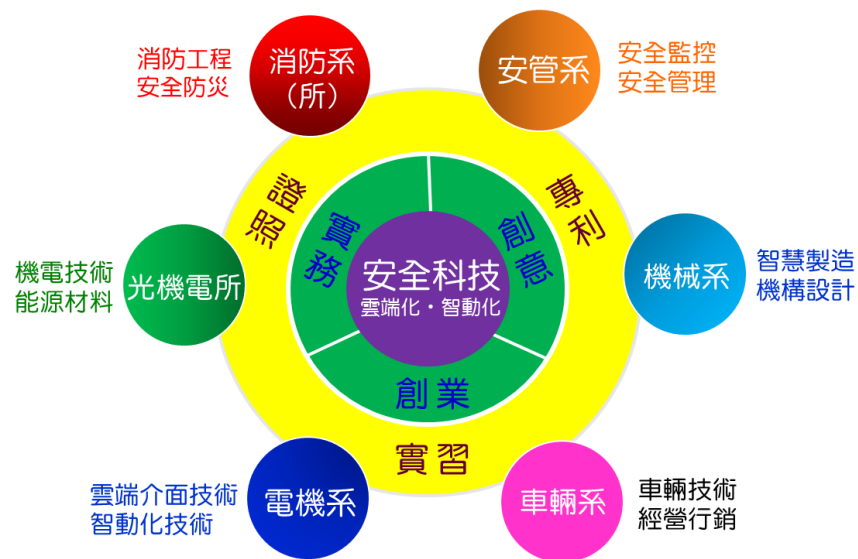 消防工程
安全防災
消防系
（所）
安管系
安全監控
安全管理
證照
專利
實務
創意
安全科技
雲端化・智動化
創業
實習
機電技術
能源材料
光機電所
機械系
智慧製造
機構設計
雲端介面技術
智動化技術
電機系
車輛系
車輛技術
經營行銷